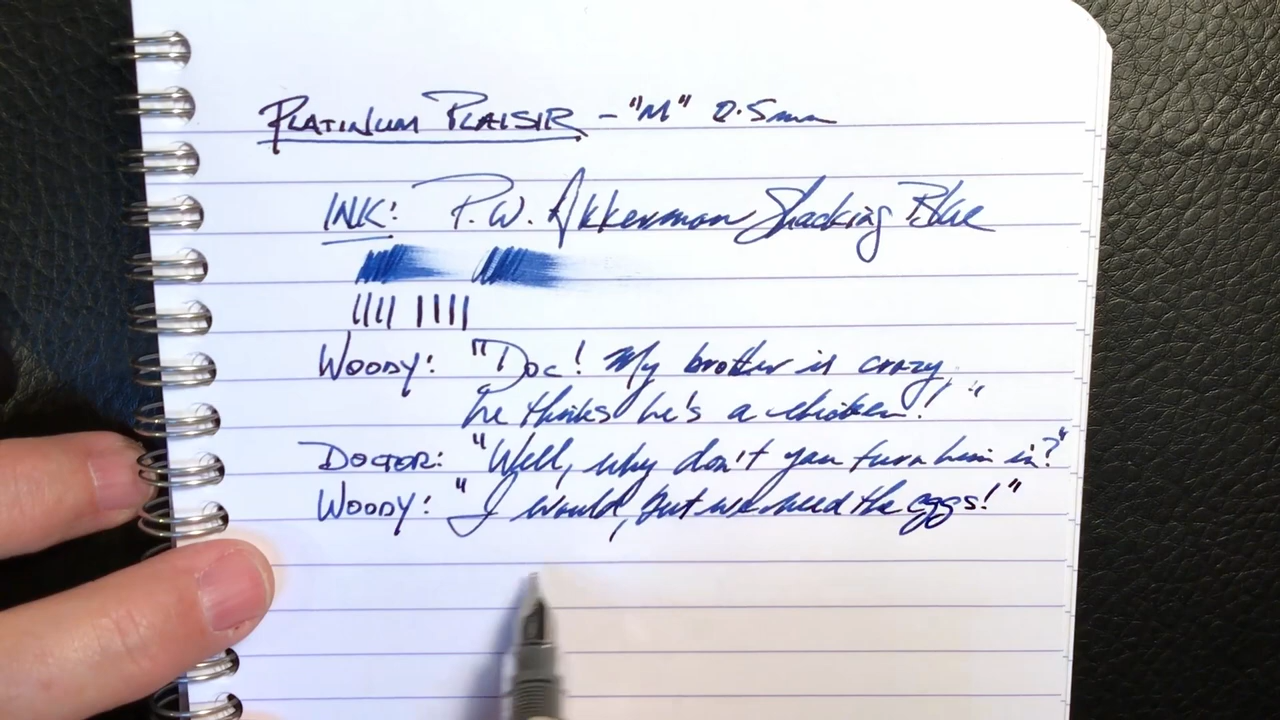 PLATINUM PLAISIR - "M" 0.5mm
INK: P.W. Akkerman Shocking Blue
WOODY: "DOC! My brother is crazy,
he thinks he's a chicken!"
DOCTOR: "Well, why don't you turn him in?"
WOODY: "I would, but we need the eggs!"